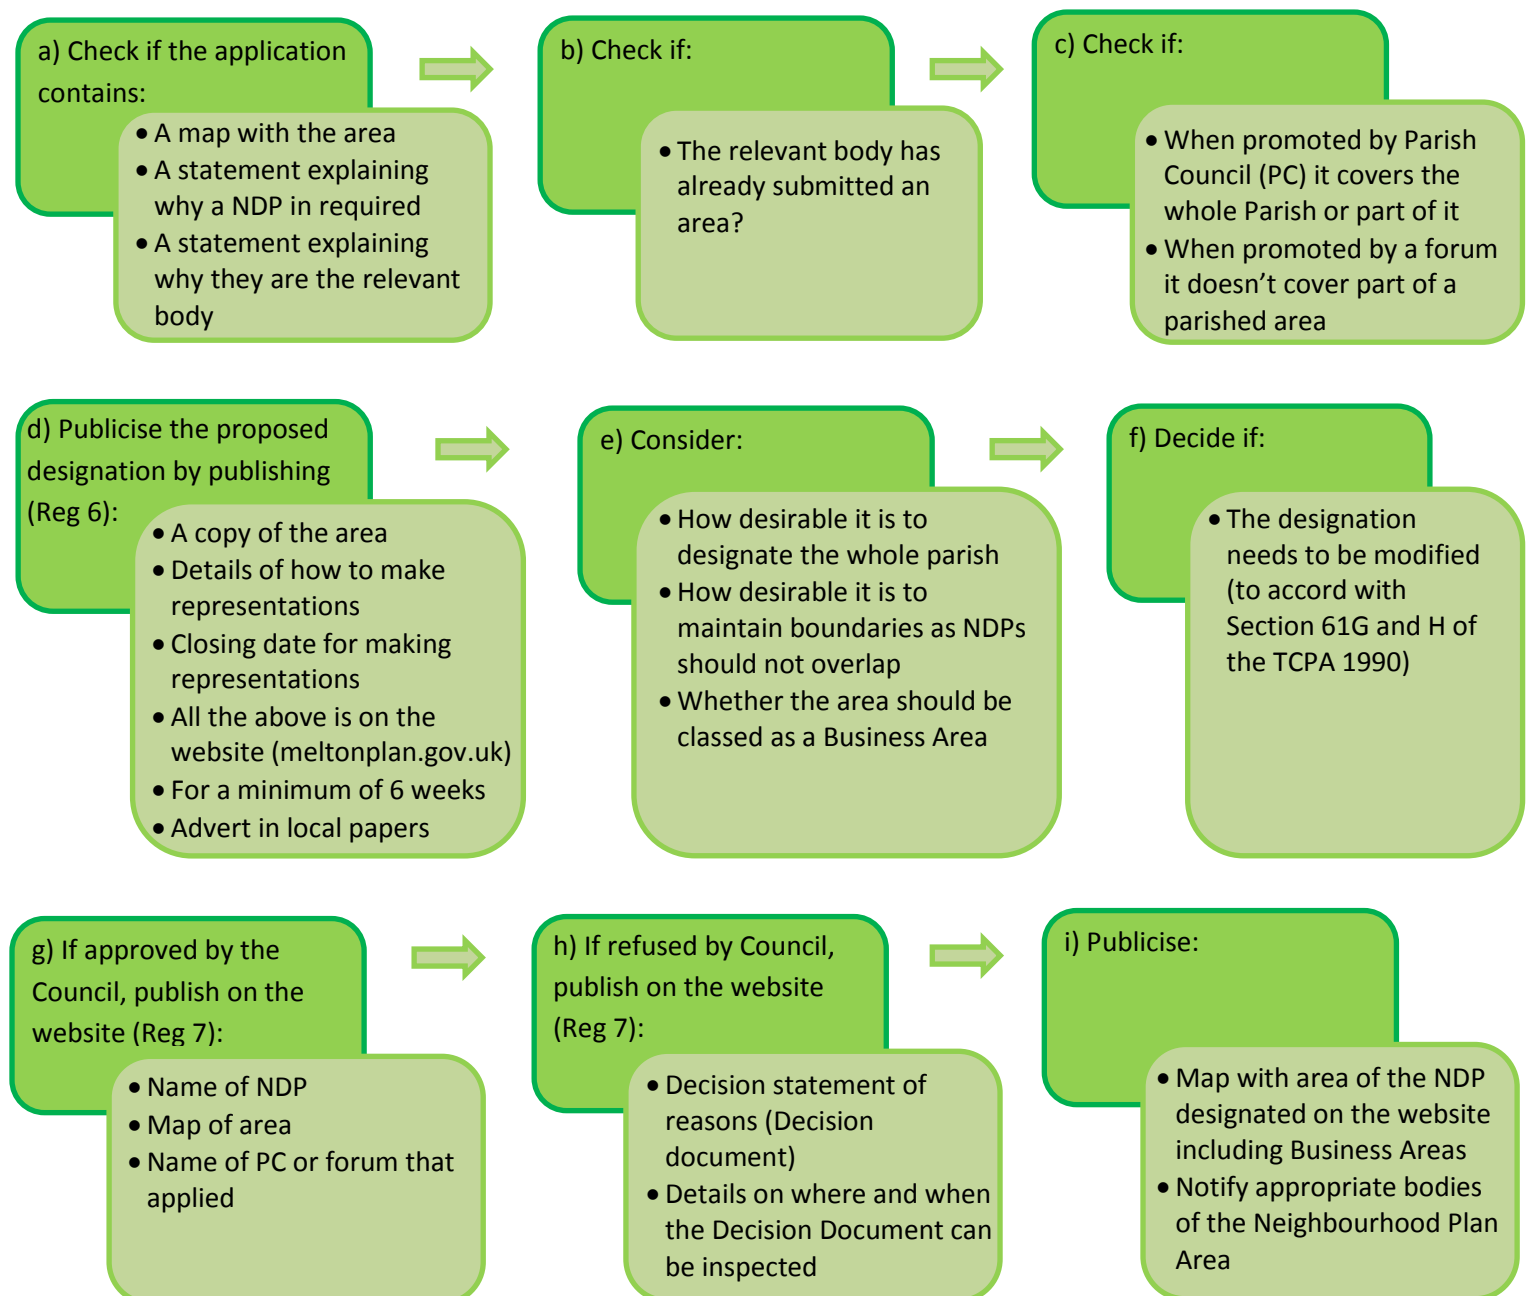 a) Check if the application
contains:
• A map with the area
• A statement explaining
why a NDP in required
• A statement explaining
why they are the relevant
body
b) Check if:
• The relevant body has
already submitted an
area?
c) Check if:
• When promoted by Parish
Council (PC) it covers the
whole Parish or part of it
• When promoted by a forum
it doesn’t cover part of a
parished area
d) Publicise the proposed
designation by publishing
(Reg 6):
• A copy of the area
• Details of how to make
representations
• Closing date for making
representations
• All the above is on the
website (meltonplan.gov.uk)
• For a minimum of 6 weeks
• Advert in local papers
e) Consider:
• How desirable it is to
designate the whole parish
• How desirable it is to
maintain boundaries as NDPs
should not overlap
• Whether the area should be
classed as a Business Area
f) Decide if:
• The designation
needs to be modified
(to accord with
Section 61G and H of
the TCPA 1990)
g) If approved by the
Council, publish on the
website (Reg 7):
• Name of NDP
• Map of area
• Name of PC or forum that
applied
h) If refused by Council,
publish on the website
(Reg 7):
• Decision statement of
reasons (Decision
document)
• Details on where and when
the Decision Document can
be inspected
i) Publicise:
• Map with area of the NDP
designated on the website
including Business Areas
• Notify appropriate bodies
of the Neighbourhood Plan
Area